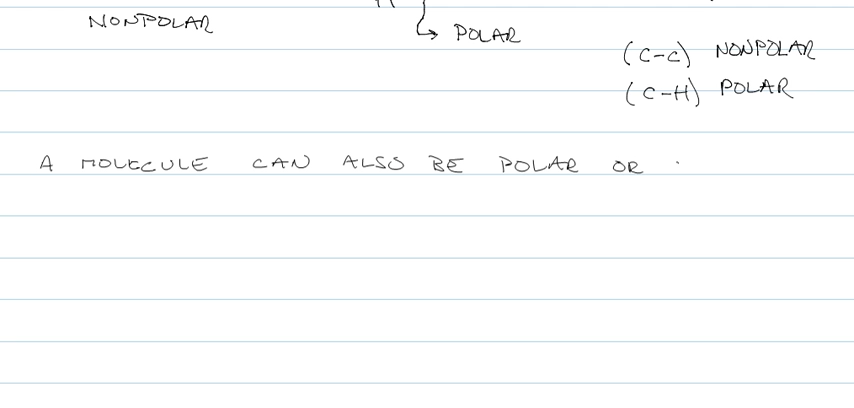 NONPOLAR
POLAR
(C-C) NONPOLAR
(C-H) POLAR
A MOLECULE CAN ALSO BE POLAR OR